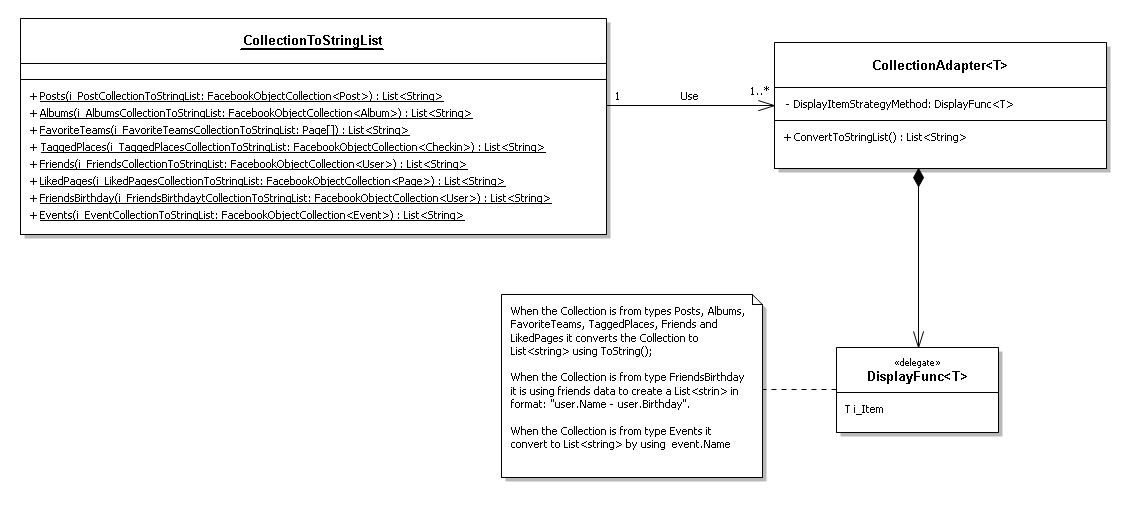 CollectionToStringList
+ Posts(i_PostCollectionToStringList: FacebookObjectCollection<Post>) : List<String>
+ Albums(i_AlbumsCollectionToStringList: FacebookObjectCollection<Album>) : List<String>
+ FavoriteTeams(i_FavoriteTeamsCollectionToStringList: Page[]) : List<String>
+ TaggedPlaces(i_TaggedPlacesCollectionToStringList: FacebookObjectCollection<Checkin>) : List<String>
+ Friends(i_FriendsCollectionToStringList: FacebookObjectCollection<User>) : List<String>
+ LikedPages(i_LikedPagesCollectionToStringList: FacebookObjectCollection<Page>) : List<String>
+ FriendsBirthday(i_FriendsBirthdaytCollectionToStringList: FacebookObjectCollection<User>) : List<String>
+ Events(i_EventCollectionToStringList: FacebookObjectCollection<Event>) : List<String>
1 Use 1..*
CollectionAdapter<T>
- DisplayItemStrategyMethod: DisplayFunc<T>
+ ConvertToStringList() : List<String>
When the Collection is from types Posts, Albums,
FavoriteTeams, TaggedPlaces, Friends and
LikedPages it converts the Collection to
List<string> using ToString();
When the Collection is from type FriendsBirthday
it is using friends data to create a List<strin> in
format: "user.Name - user.Birthday".
When the Collection is from type Events it
convert to List<string> by using event.Name
«delegate»
DisplayFunc<T>
T i_Item